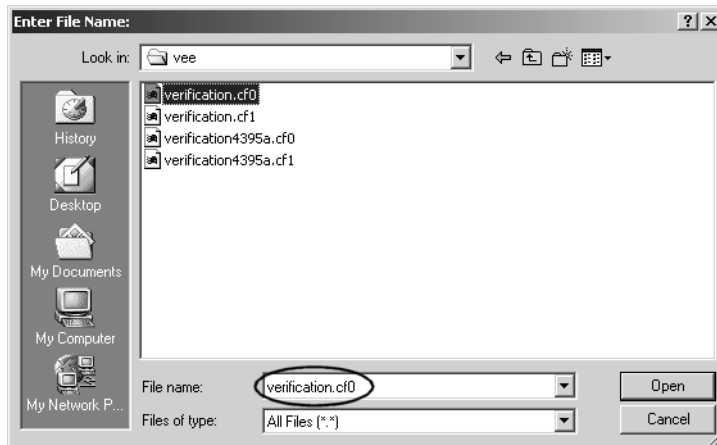 Enter File Name:
Look in: vee
verification.cf0
verification.cf1
verification4395a.cf0
verification4395a.cf1
History
Desktop
My Documents
My Computer
My Network P...
File name: verification.cf0 Open
Files of type: All Files (*.*) Cancel